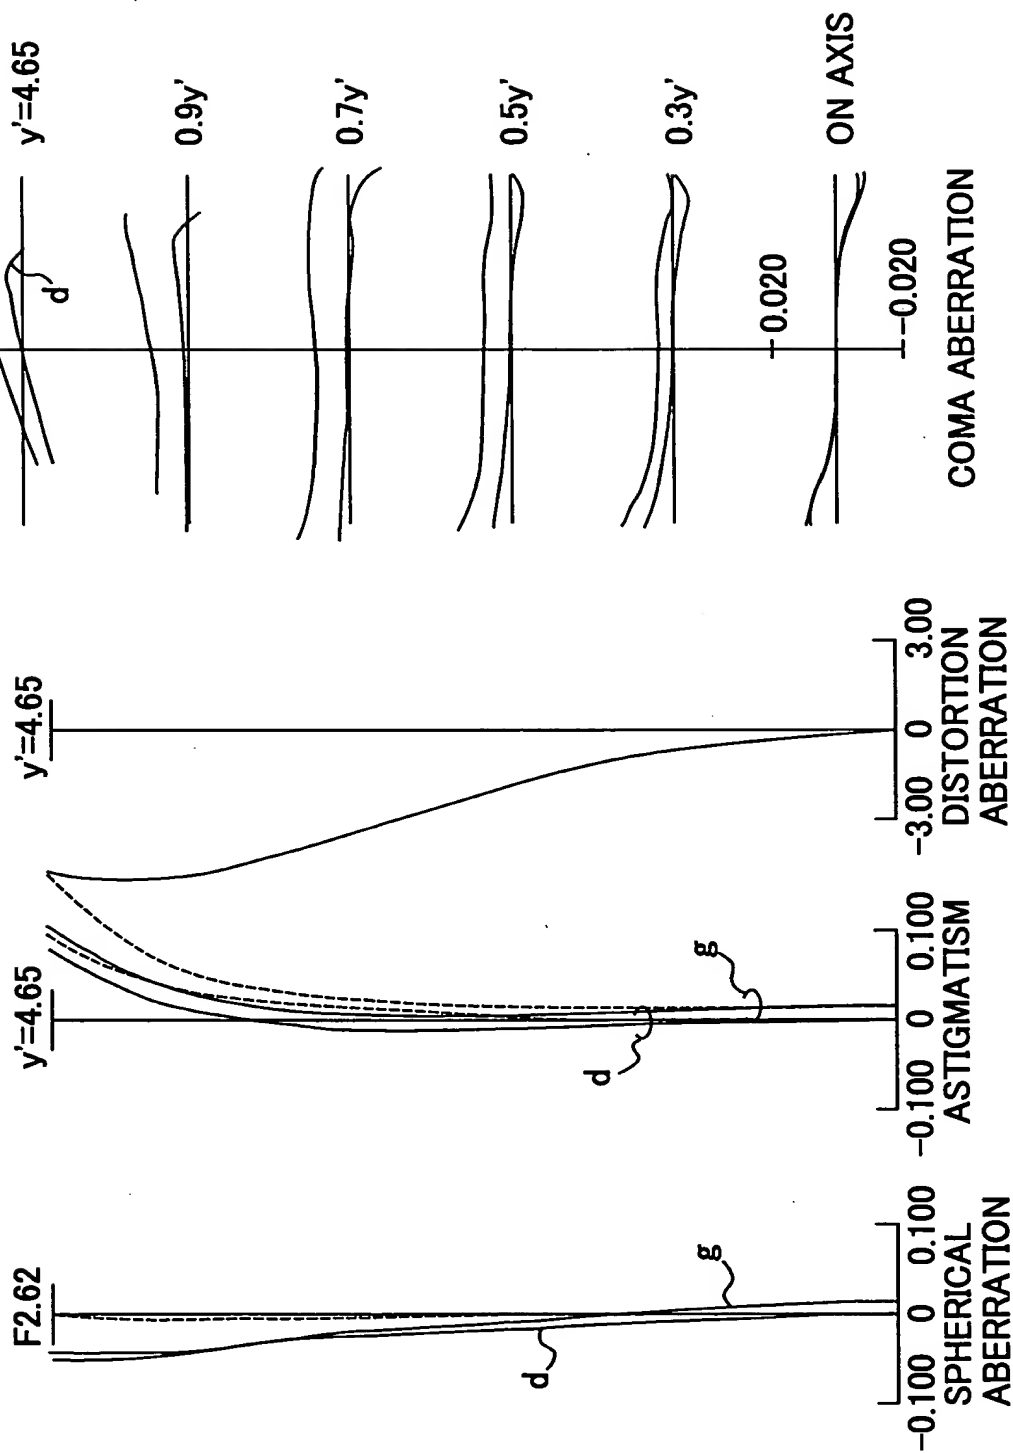 F2.62
g
d
-0.100 0 0.100
SPHERICAL
ABERRATION
y'=4.65
g
d
-0.100 0 0.100
ASTIGMATISM
y'=4.65
-3.00 0 3.00
DISTORTION
ABERRATION
y'=4.65
d
0.9y'
0.7y'
0.5y'
0.3y'
0.020
ON AXIS
-0.020
COMA ABERRATION